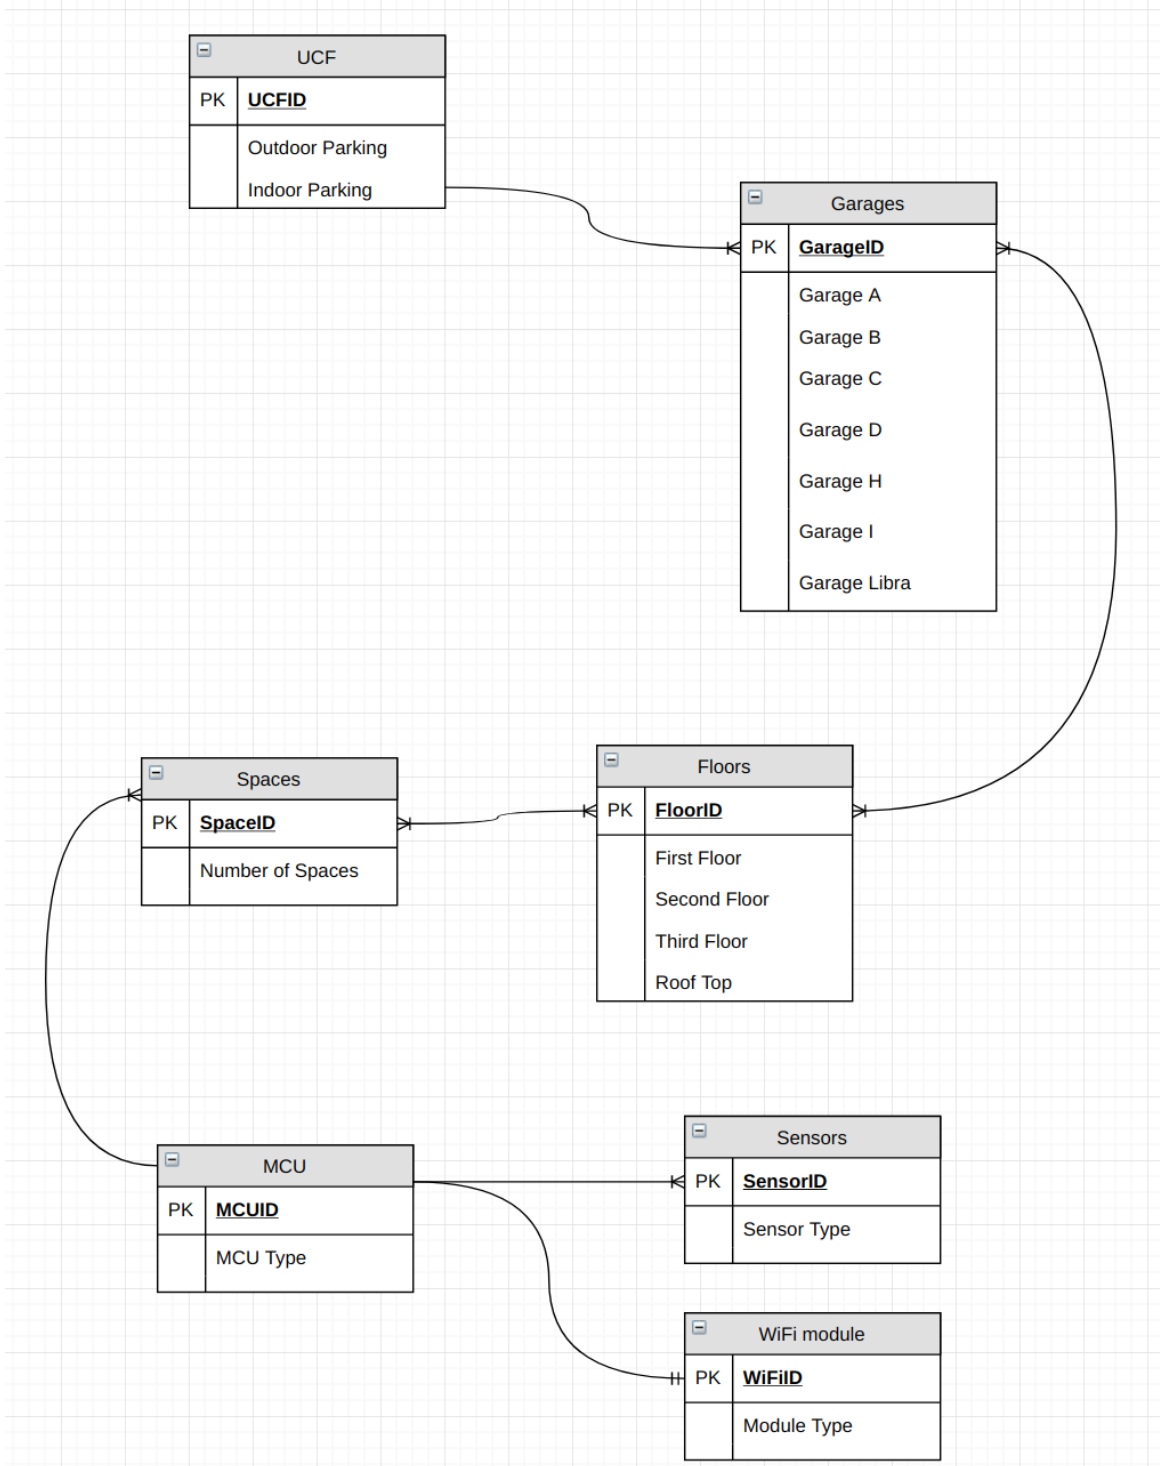 UCF
PK UCFID
Outdoor Parking
Indoor Parking
Garages
PK GarageID
Garage A
Garage B
Garage C
Garage D
Garage H
Garage I
Garage Libra
Spaces
PK SpaceID
Number of Spaces
Floors
PK FloorID
First Floor
Second Floor
Third Floor
Roof Top
MCU
PK MCUID
MCU Type
Sensors
PK SensorID
Sensor Type
WiFi module
PK WiFiID
Module Type